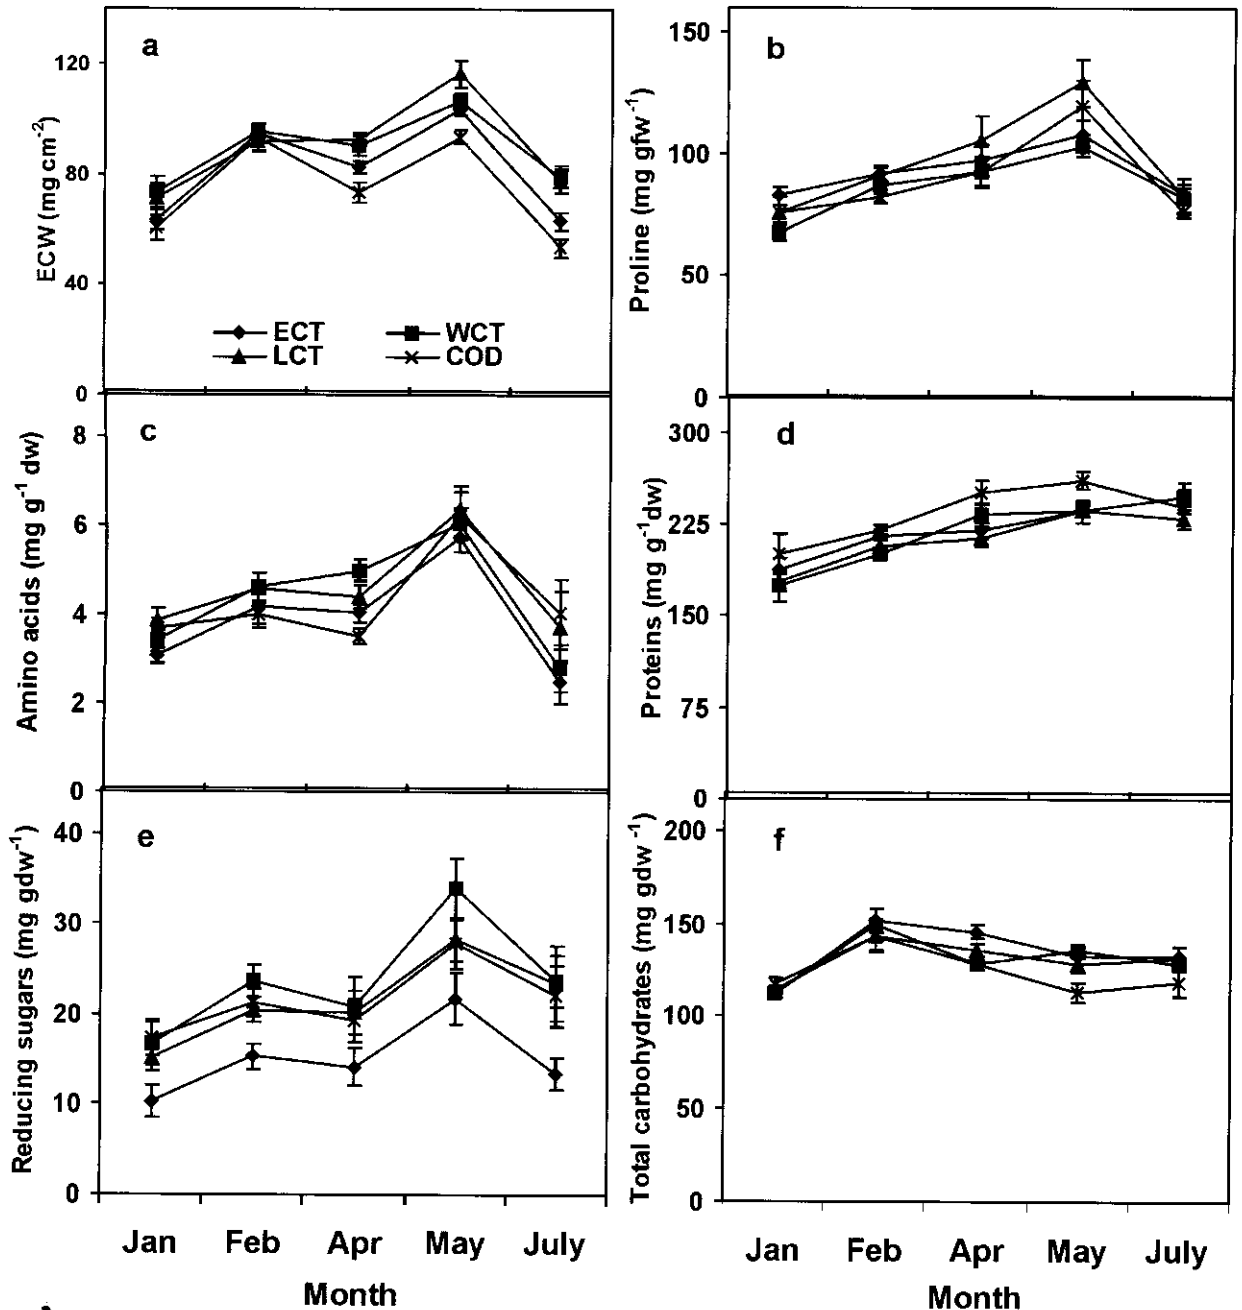 a
120
80
40
0
ECW (mg cm-2)
ECT
WCT
LCT
COD
b
150
100
50
0
Proline (mg gfw-1)
c
8
6
4
2
0
Amino acids (mg g-1 dw)
d
300
225
150
75
0
Proteins (mg g-1dw)
e
40
30
20
10
0
Reducing sugars (mg gdw-1)
Jan Feb Apr May July
Month
f
200
150
100
50
0
Total carbohydrates (mg gdw -1)
Jan Feb Apr May July
Month